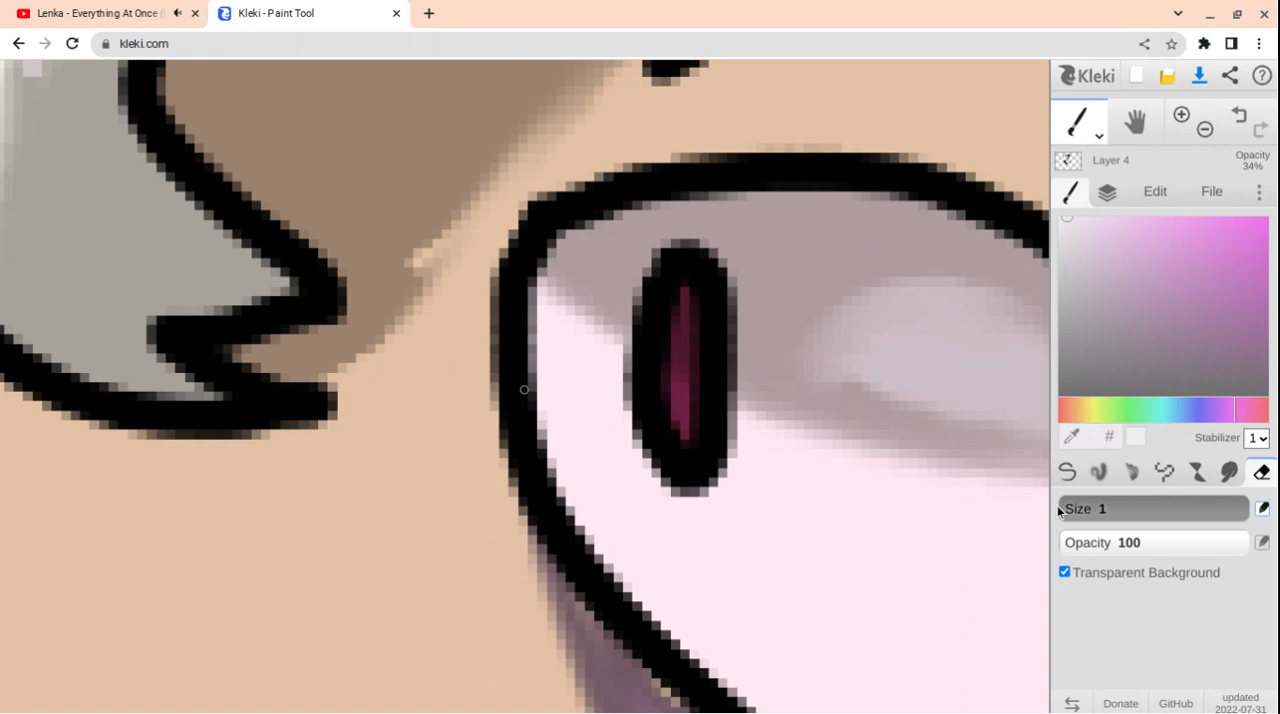 Lenka - Everything At Once (
Kleki - Paint Tool
kleki.com
Kleki
Layer 4
Opacity
34%
Edit
File
Stabilizer 1
Size 1
Opacity 100
Transparent Background
Donate
GitHub
updated
2022-07-31